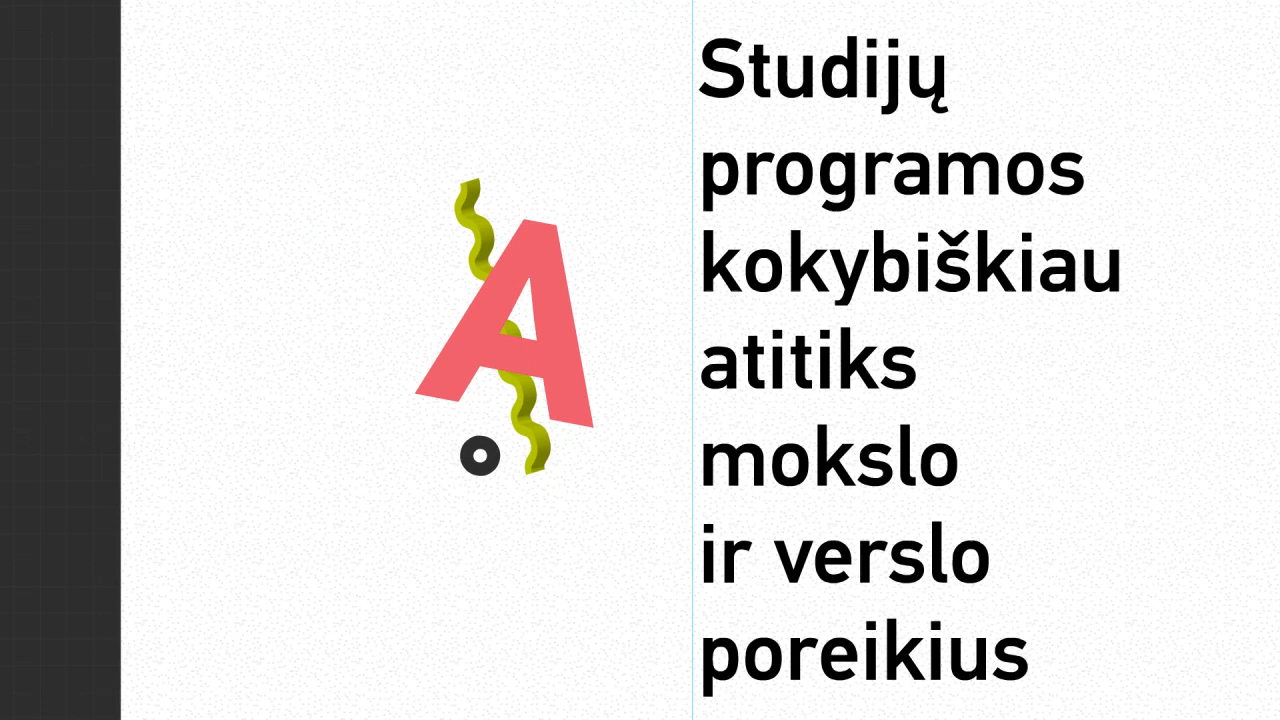 A
Studijų
programos
kokybiškiau
atitiks
mokslo
ir verslo
poreikius